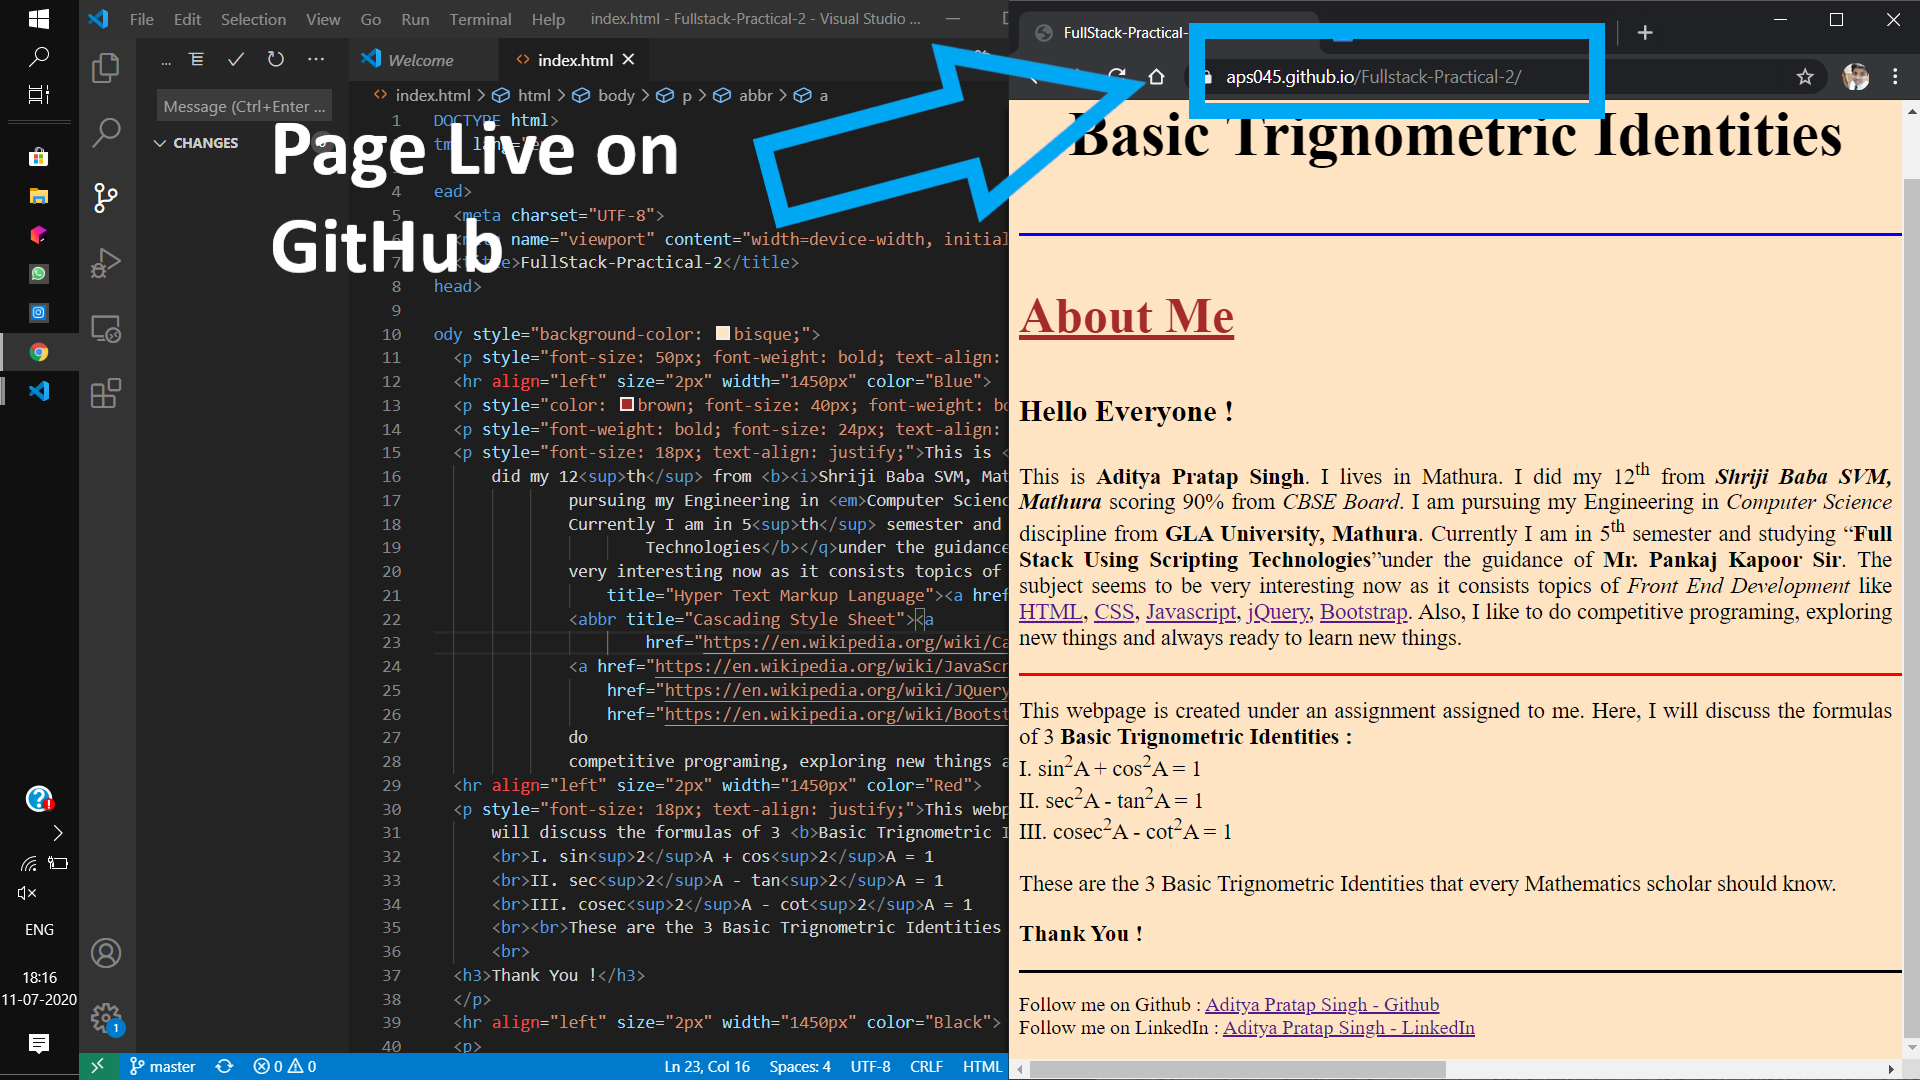 File Edit Selection View Go Run Terminal Help index.html - Fullstack-Practical-2 - Visual Studio ...
Message (Ctrl+Enter ...
CHANGES
Welcome
index.html
index.html > html > body > p > abbr > a
Page Live on
GitHub
1 DOCTYPE html>
4 ead>
5 <meta charset="UTF-8">
6 name="viewport" content="width=device-width, initial
7 >FullStack-Practical-2</title>
8 head>
9
10 ody style="background-color: bisque;">
11 <p style="font-size: 50px; font-weight: bold; text-align:
12 <hr align="left" size="2px" width="1450px" color="Blue">
13 <p style="color: brown; font-size: 40px; font-weight: bo
14 <p style="font-weight: bold; font-size: 24px; text-align:
15 <p style="font-size: 18px; text-align: justify;">This is <
16 did my 12<sup>th</sup> from <b><i>Shriji Baba SVM, Mat
17 pursuing my Engineering in <em>Computer Scienc
18 Currently I am in 5<sup>th</sup> semester and
19 Technologies</b></q>under the guidance
20 very interesting now as it consists topics of
21 title="Hyper Text Markup Language"><a href
22 <abbr title="Cascading Style Sheet"><a
23 href="https://en.wikipedia.org/wiki/Ca
24 <a href="https://en.wikipedia.org/wiki/JavaScr
25 href="https://en.wikipedia.org/wiki/JQuery
26 href="https://en.wikipedia.org/wiki/Bootst
27 do
28 competitive programing, exploring new things a
29 <hr align="left" size="2px" width="1450px" color="Red">
30 <p style="font-size: 18px; text-align: justify;">This webp
31 will discuss the formulas of 3 <b>Basic Trignometric I
32 <br>I. sin<sup>2</sup>A + cos<sup>2</sup>A = 1
33 <br>II. sec<sup>2</sup>A - tan<sup>2</sup>A = 1
34 <br>III. cosec<sup>2</sup>A - cot<sup>2</sup>A = 1
35 <br><br>These are the 3 Basic Trignometric Identities
36 <br>
37 <h3>Thank You !</h3>
38 </p>
39 <hr align="left" size="2px" width="1450px" color="Black">
40 <p>
ENG
18:16
11-07-2020
1
master
0 0
Ln 23, Col 16 Spaces: 4 UTF-8 CRLF HTML
FullStack-Practical-
aps045.github.io/Fullstack-Practical-2/
Basic Trignometric Identities
About Me
Hello Everyone !
This is Aditya Pratap Singh. I lives in Mathura. I did my 12th from Shriji Baba SVM,
Mathura scoring 90% from CBSE Board. I am pursuing my Engineering in Computer Science
discipline from GLA University, Mathura. Currently I am in 5th semester and studying “Full
Stack Using Scripting Technologies”under the guidance of Mr. Pankaj Kapoor Sir. The
subject seems to be very interesting now as it consists topics of Front End Development like
HTML, CSS, Javascript, jQuery, Bootstrap. Also, I like to do competitive programing, exploring
new things and always ready to learn new things.
This webpage is created under an assignment assigned to me. Here, I will discuss the formulas
of 3 Basic Trignometric Identities :
I. sin²A + cos²A = 1
II. sec²A - tan²A = 1
III. cosec²A - cot²A = 1
These are the 3 Basic Trignometric Identities that every Mathematics scholar should know.
Thank You !
Follow me on Github : Aditya Pratap Singh - Github
Follow me on LinkedIn : Aditya Pratap Singh - LinkedIn